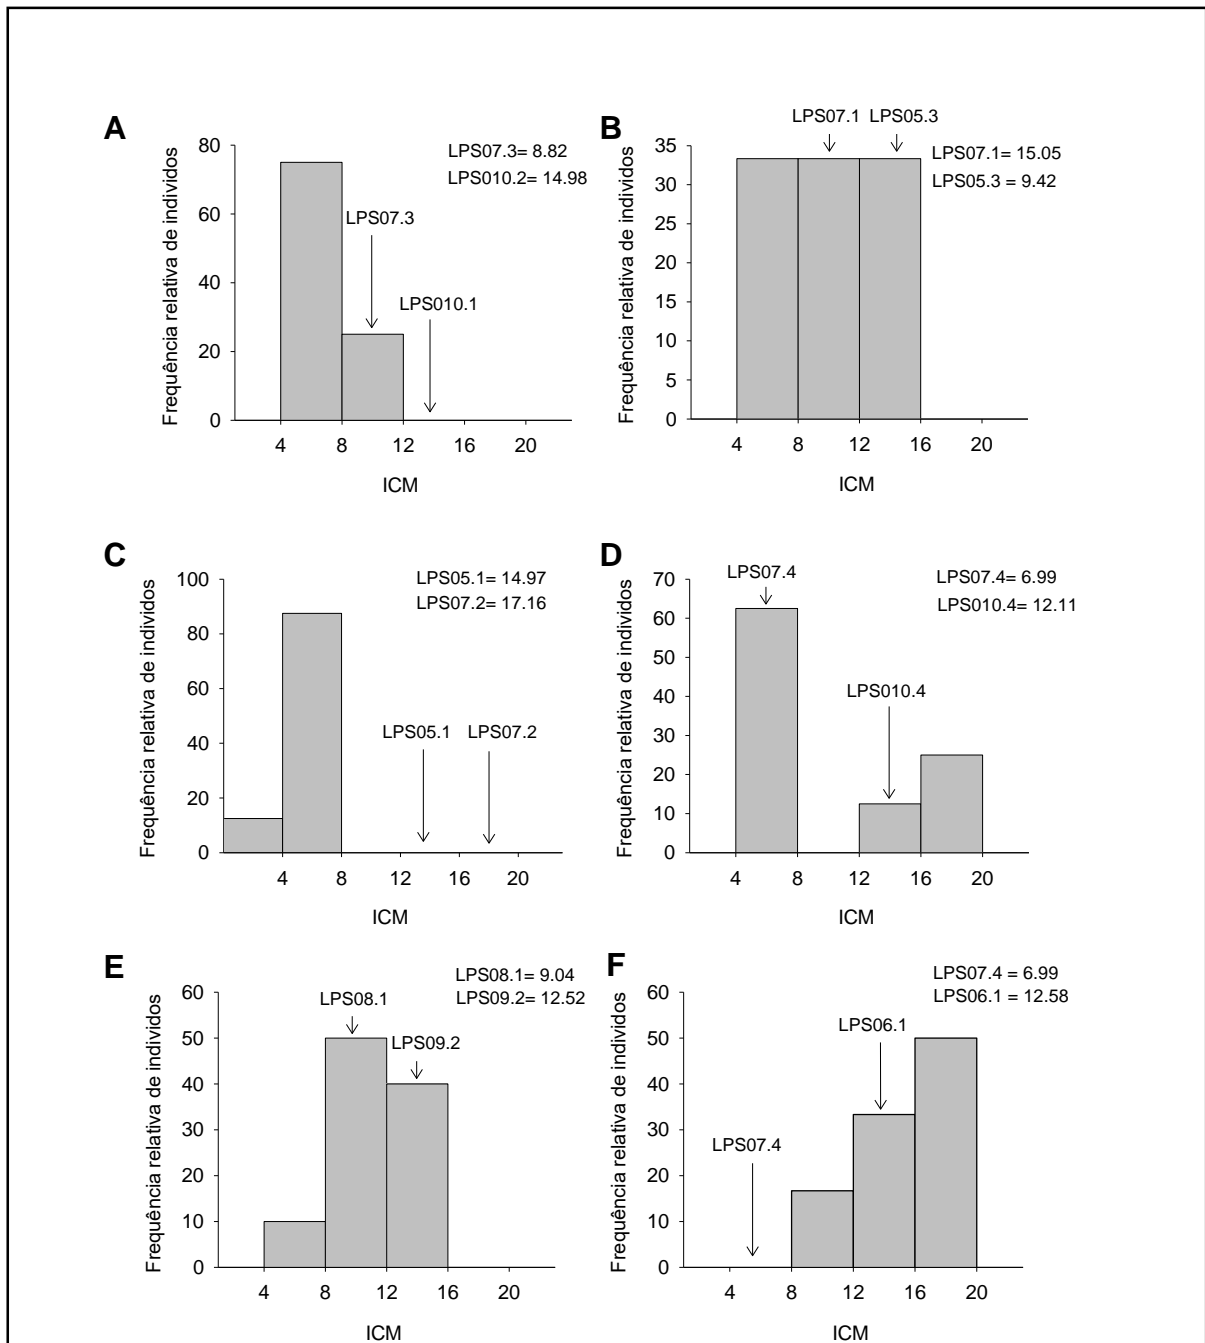 A
Frequência relativa de individos
80
60
40
20
0
LPS07.3= 8.82
LPS010.2= 14.98
LPS07.3
LPS010.1
4 8 12 16 20
ICM
B
Frequência relativa de individos
35
30
25
20
15
10
5
0
LPS07.1 LPS05.3
LPS07.1= 15.05
LPS05.3 = 9.42
4 8 12 16 20
ICM
C
Frequência relativa de individos
100
80
60
40
20
0
LPS05.1= 14.97
LPS07.2= 17.16
LPS05.1 LPS07.2
4 8 12 16 20
ICM
D
Frequência relativa de individos
70
60
50
40
30
20
10
0
LPS07.4
LPS07.4= 6.99
LPS010.4= 12.11
LPS010.4
4 8 12 16 20
ICM
E
Frequência relativa de individos
60
50
40
30
20
10
0
LPS08.1= 9.04
LPS09.2= 12.52
LPS08.1
LPS09.2
4 8 12 16 20
ICM
F
Frequência relativa de individos
60
50
40
30
20
10
0
LPS07.4 = 6.99
LPS06.1 = 12.58
LPS06.1
LPS07.4
4 8 12 16 20
ICM